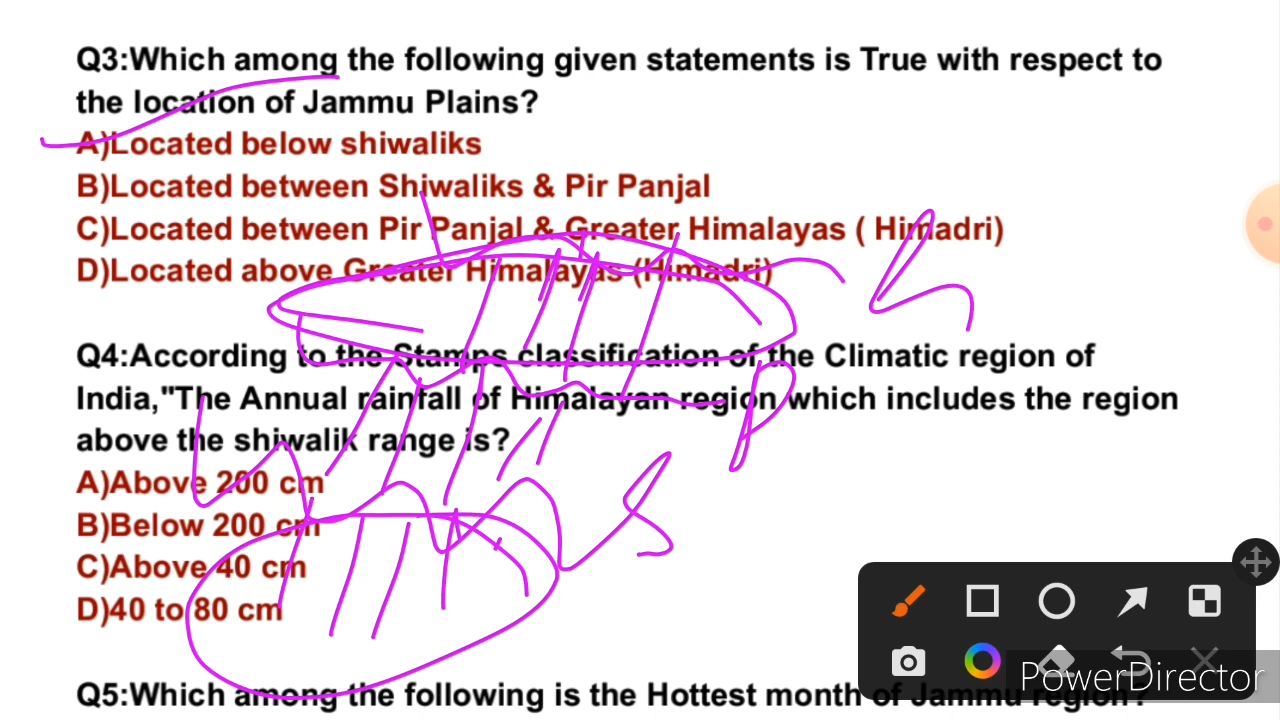 Q3:Which among the following given statements is True with respect to
the location of Jammu Plains?
A)Located below shiwaliks
B)Located between Shiwaliks & Pir Panjal
C)Located between Pir Panjal & Greater Himalayas ( Himadri)
D)Located above Greater Himalayas (Himadri)
Q4:According to the Stamps classification of the Climatic region of
India,"The Annual rainfall of Himalayan region which includes the region
above the shiwalik range is?
A)Above 200 cm
B)Below 200 cm
C)Above 40 cm
D)40 to 80 cm
Q5:Which among the following is the Hottest month of Jammu region?
PowerDirector